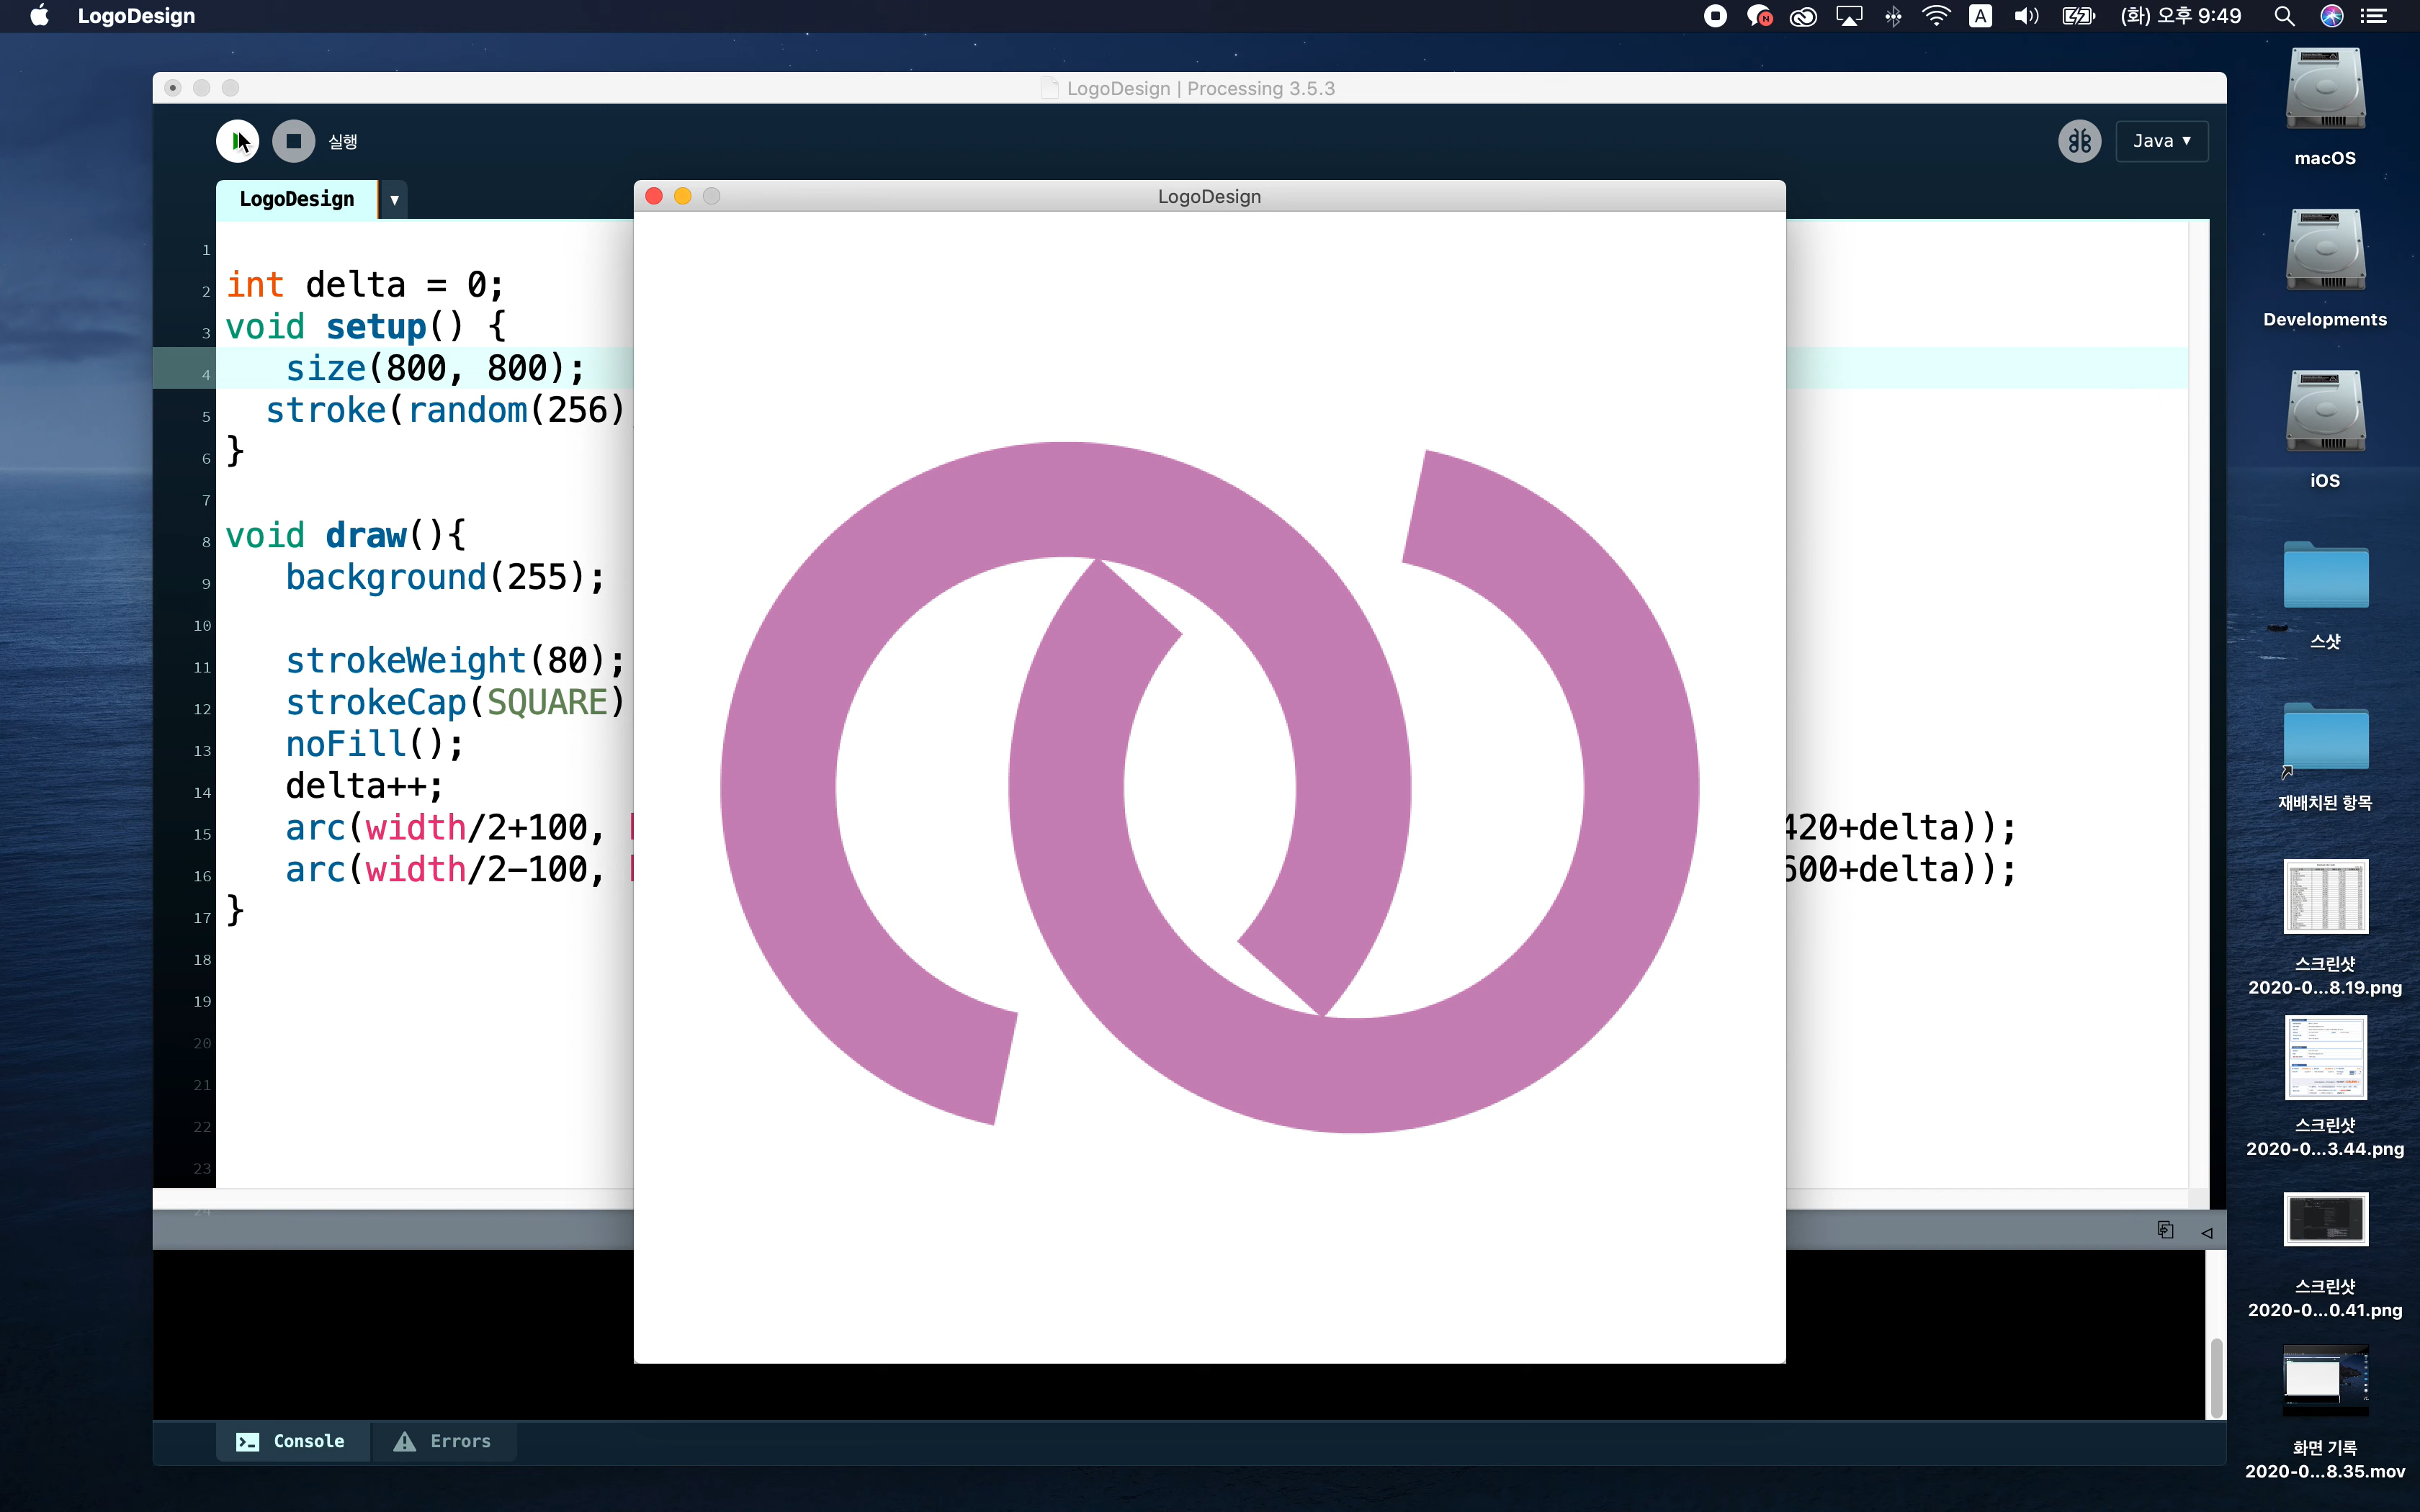 LogoDesign
A
(화) 오후 9:49
LogoDesign | Processing 3.5.3
실행
Java ▼
LogoDesign ▼
LogoDesign
1
2 int delta = 0;
3 void setup() {
4 size(800, 800);
5 stroke(random(256)
6 }
7
8 void draw(){
9 background(255);
10
11 strokeWeight(80);
12 strokeCap(SQUARE)
13 noFill();
14 delta++;
15 arc(width/2+100, 420+delta));
16 arc(width/2-100, 600+delta));
17 }
18
19
20
21
22
23
24
Console
Errors
macOS
Developments
iOS
스샷
재배치된 항목
스크린샷
2020-0...8.19.png
스크린샷
2020-0...3.44.png
스크린샷
2020-0...0.41.png
화면 기록
2020-0...8.35.mov